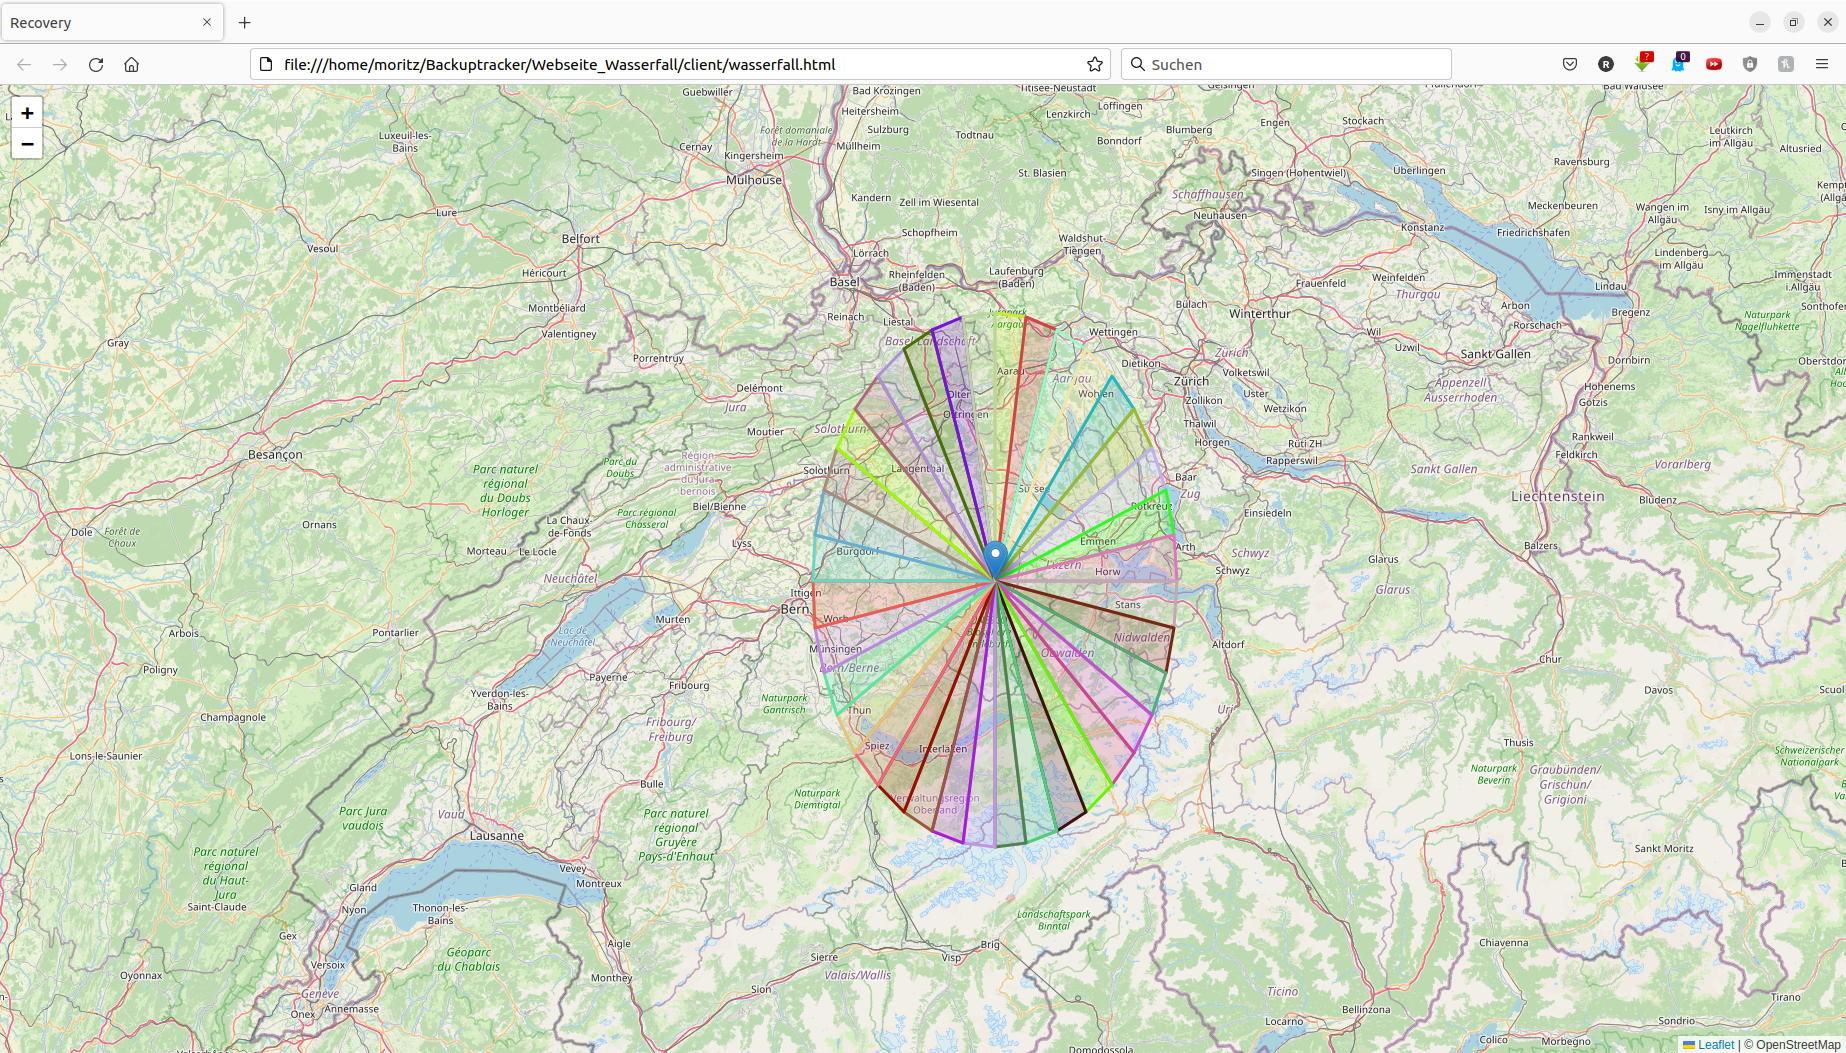 Recovery
file:///home/moritz/Backuptracker/Webseite_Wasserfall/client/wasserfall.html
Suchen
?
0
+
−
Guebwiller
Bad Krozingen
Heitersheim
Sulzburg
Müllheim
Todtnau
Titisee-Neustadt
Lenzkirch
Löffingen
Bonndorf
Blumberg
Engen
Stockach
Pfullendorf
Bad Waldsee
Leutkirch
im Allgäu
Altusried
Luxeuil-les-
Bains
Cernay
Forêt domaniale
de la Hardt
Kingersheim
Mulhouse
St. Blasien
Singen (Hohentwiel)
Überlingen
Ravensburg
Kandern
Zell im Wiesental
Schaffhausen
Neuhausen
Meckenbeuren
Wangen im
Allgäu
Isny im Allgäu
Lure
Belfort
Vesoul
Schopfheim
Waldshut-
Tiengen
Konstanz
Friedrichshafen
Lindenberg
im Allgäu
Immenstadt
i.Allgäu
Héricourt
Lörrach
Basel
Rheinfelden
(Baden)
Laufenburg
(Baden)
Weinfelden
Frauenfeld
Thurgau
Lindau
Arbon
Bregenz
Rorschach
Montbéliard
Reinach
Liestal
Bülach
Winterthur
Naturpark
Nagelfluhkette
Valentigney
Gray
Basel-Landschaft
Jurapark
Aargau
Wettingen
Dietikon
Wil
Uzwil
Sankt Gallen
Dornbirn
Porrentruy
Delémont
Jura
Aarau
Aargau
Wohlen
Zürich
Zürich
Volketswil
Uster
Zollikon
Wetzikon
Appenzell
Ausserrhoden
Hohenems
Götzis
Olten
Oftringen
Moutier
Solothurn
Thalwil
Horgen
Rüti ZH
Rapperswil
Rankweil
Feldkirch
Besançon
Parc naturel
régional
du Doubs
Horloger
Parc du
Doubs
Région
administrative
du Jura
bernois
Solothurn
Langenthal
Sursee
Baar
Zug
Sankt Gallen
Vorarlberg
Liechtenstein
Bludenz
Biel/Bienne
Parc régional
Chasseral
Rotkreuz
Einsiedeln
Dole
Forêt de
Chaux
Ornans
La Chaux-
de-Fonds
Morteau
Le Locle
Lyss
Burgdorf
Emmen
Arth
Schwyz
Balzers
Luzern
Horw
Schwyz
Glarus
Glarus
Neuchâtel
Ittigen
Bern
Worb
Stans
Lac de
Neuchâtel
Murten
Arbois
Pontarlier
Nidwalden
Obwalden
Altdorf
Chur
Münsingen
Bern/Berne
Poligny
Payerne
Fribourg
Yverdon-les-
Bains
Naturpark
Gantrisch
Thun
Uri
Davos
Scuol
Champagnole
Fribourg/
Freiburg
Spiez
Interlaken
Lons-le-Saunier
Thusis
Schweizerischer
Nationalpark
Bulle
Naturpark
Diemtigtal
Verwaltungsregion
Oberland
Naturpark
Beverin
Graubünden/
Grischun/
Grigioni
Parc Jura
vaudois
Vaud
Lausanne
Parc naturel
régional
Gruyère
Pays-d'Enhaut
Parc naturel
régional
du Haut-
Jura
Sankt Moritz
Vevey
Montreux
Gland
Nyon
Thonon-les-
Bains
Saint-Claude
Landschaftspark
Binntal
Gex
Aigle
Brig
Visp
Sierre
Chiavenna
Géoparc
du Chablais
Versoix
Oyonnax
Monthey
Valais/Wallis
Sion
Genève
Onex
Annemasse
Ticino
Bellinzona
Tirano
Locarno
Sondrio
Domodossola
Colico
Morbegno
Leaflet | © OpenStreetMap